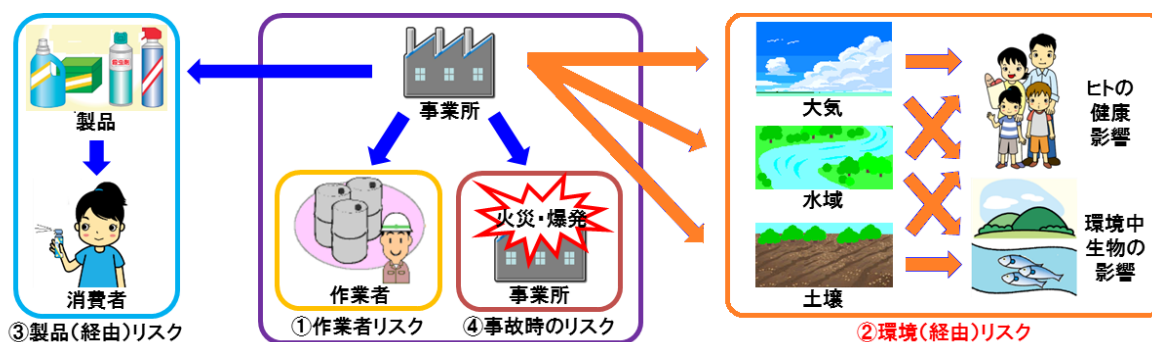 殺虫剤
製品
消費者
③製品(経由)リスク
事業所
作業者
①作業者リスク
火災・爆発
事業所
④事故時のリスク
大気
水域
土壌
ヒトの
健康
影響
環境中
生物の
影響
②環境(経由)リスク